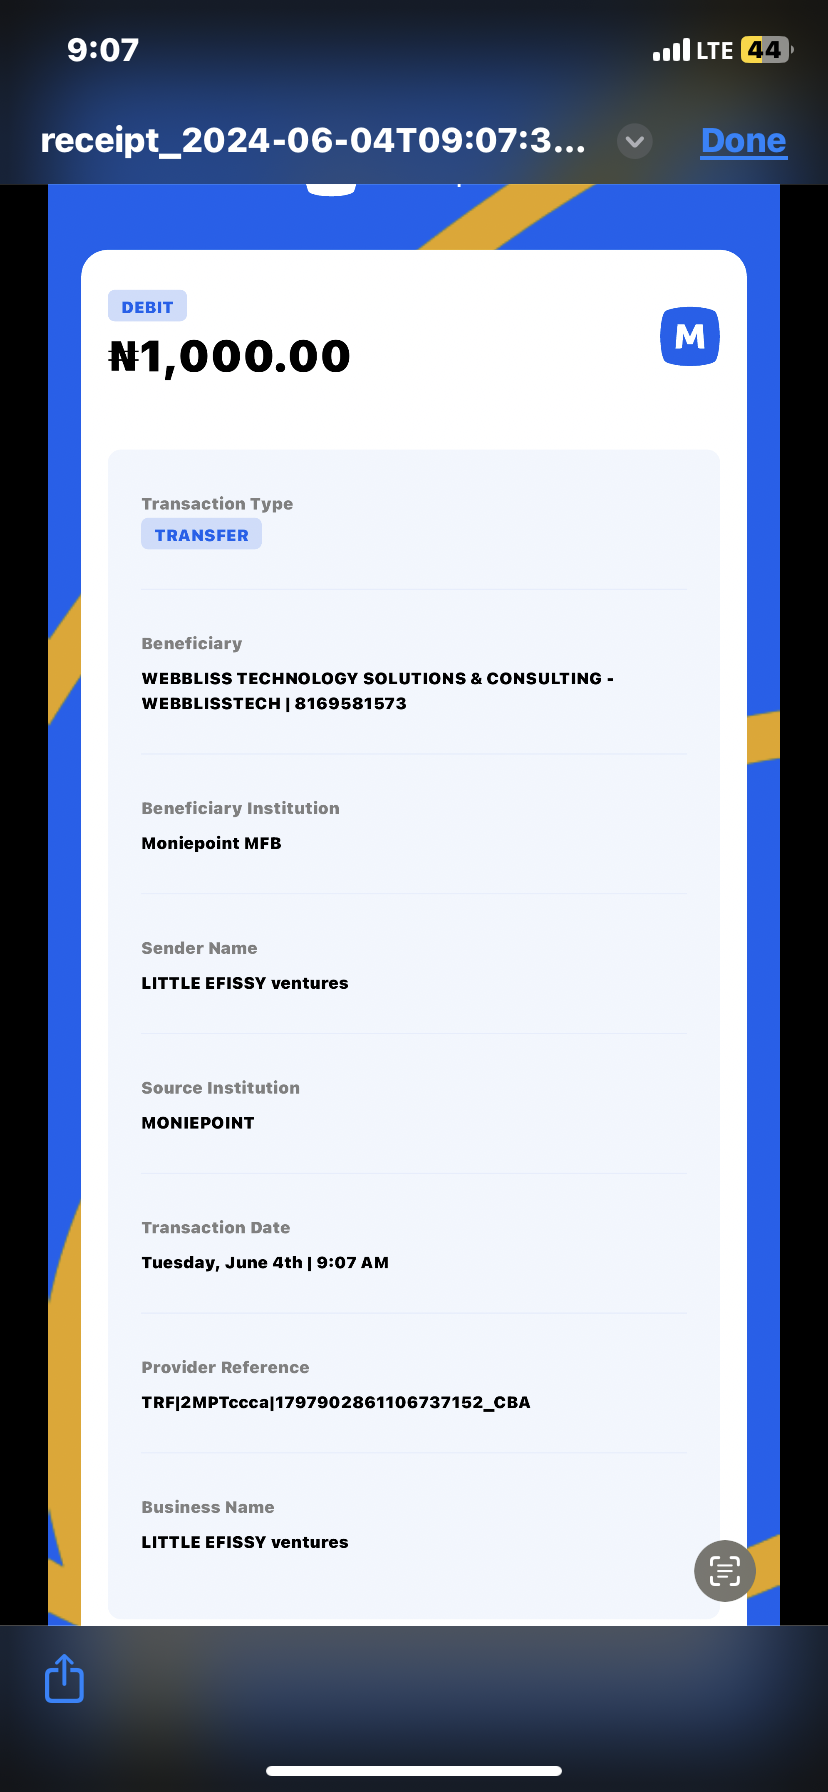 9:07
LTE 44
receipt_2024-06-04T09:07:3...
Done
DEBIT
₦1,000.00
M
Transaction Type
TRANSFER
Beneficiary
WEBBLISS TECHNOLOGY SOLUTIONS & CONSULTING -
WEBBLISSTECH | 8169581573
Beneficiary Institution
Moniepoint MFB
Sender Name
LITTLE EFISSY ventures
Source Institution
MONIEPOINT
Transaction Date
Tuesday, June 4th | 9:07 AM
Provider Reference
TRF|2MPTccca|1797902861106737152_CBA
Business Name
LITTLE EFISSY ventures